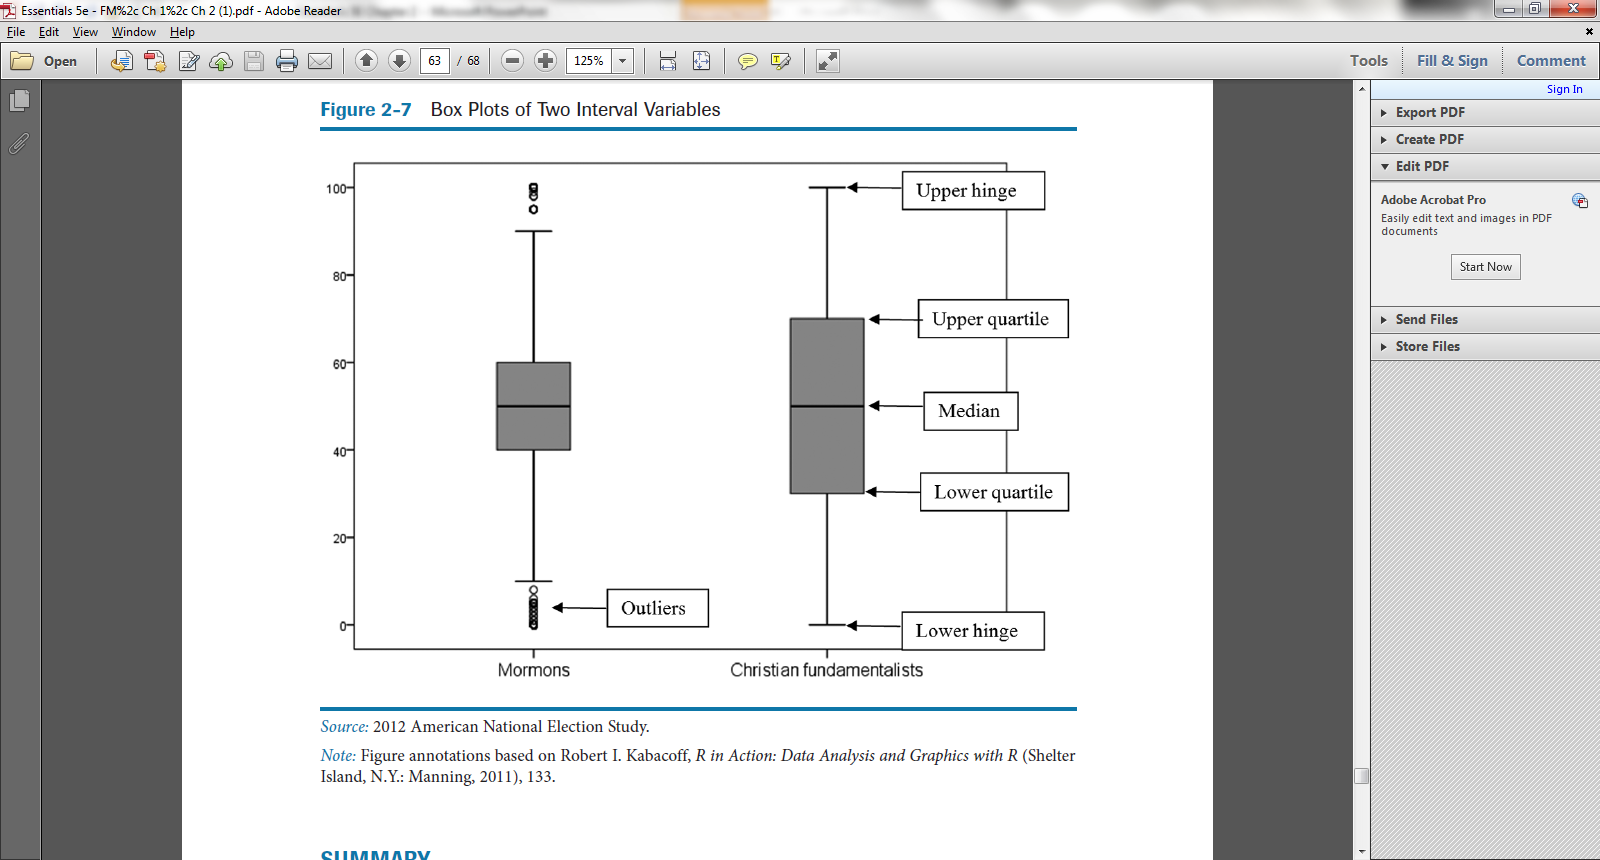 Essentials 5e - FM%2c Ch 1%2c Ch 2 (1).pdf - Adobe Reader
File Edit View Window Help
Open 63 / 68 125% Tools Fill & Sign Comment
Sign In
Export PDF
Create PDF
Edit PDF
Adobe Acrobat Pro
Easily edit text and images in PDF
documents
Start Now
Send Files
Store Files
Figure 2-7 Box Plots of Two Interval Variables
100
80
60
40
20
0
Upper hinge
Upper quartile
Median
Lower quartile
Outliers
Lower hinge
Mormons Christian fundamentalists
Source: 2012 American National Election Study.
Note: Figure annotations based on Robert I. Kabacoff, R in Action: Data Analysis and Graphics with R (Shelter
Island, N.Y.: Manning, 2011), 133.
SUMMARY